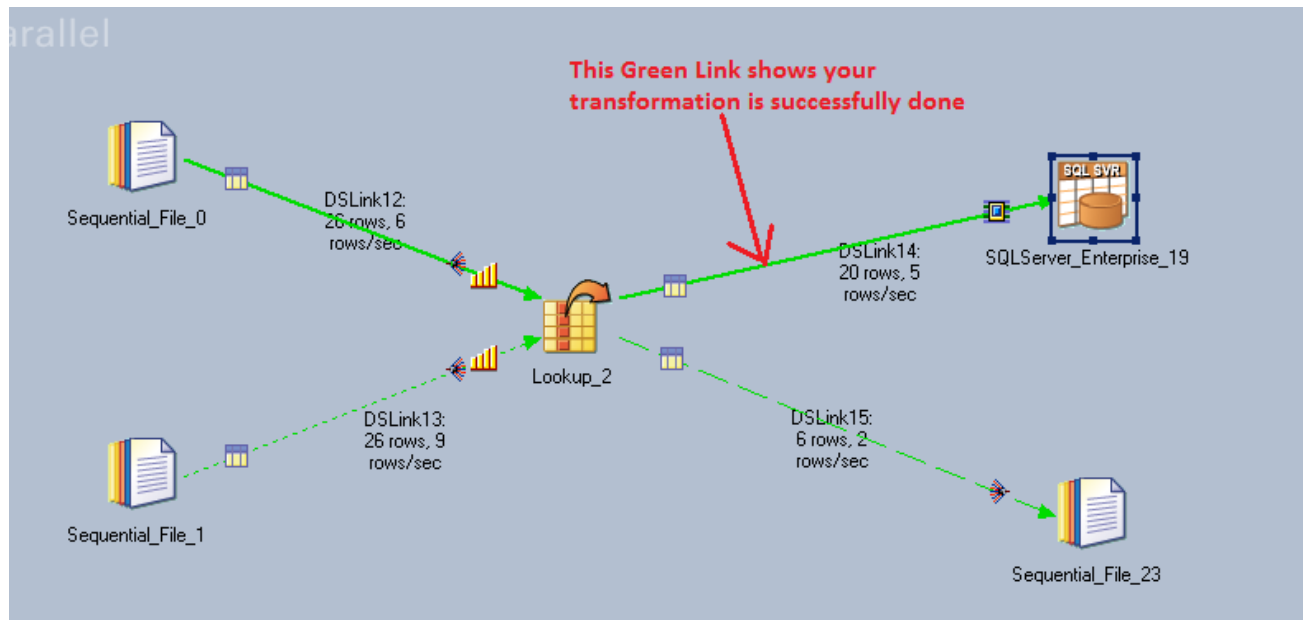 arallel
This Green Link shows your
transformation is successfully done
Sequential_File_0
DSLink12:
26 rows, 6
rows/sec
SQL SVR
SQLServer_Enterprise_19
DSLink14:
20 rows, 5
rows/sec
Lookup_2
DSLink13:
26 rows, 9
rows/sec
DSLink15:
6 rows, 2
rows/sec
Sequential_File_1
Sequential_File_23